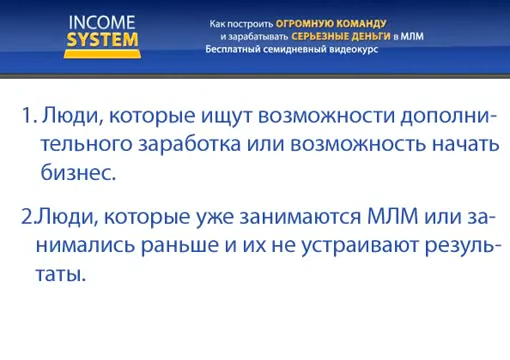 INCOME
SYSTEM
Как построить ОГРОМНУЮ КОМАНДУ
и зарабатывать СЕРЬЕЗНЫЕ ДЕНЬГИ в МЛМ
Бесплатный семидневный видеокурс
1. Люди, которые ищут возможности дополни-
тельного заработка или возможность начать
бизнес.
2.Люди, которые уже занимаются МЛМ или за-
нимались раньше и их не устраивают резуль-
таты.